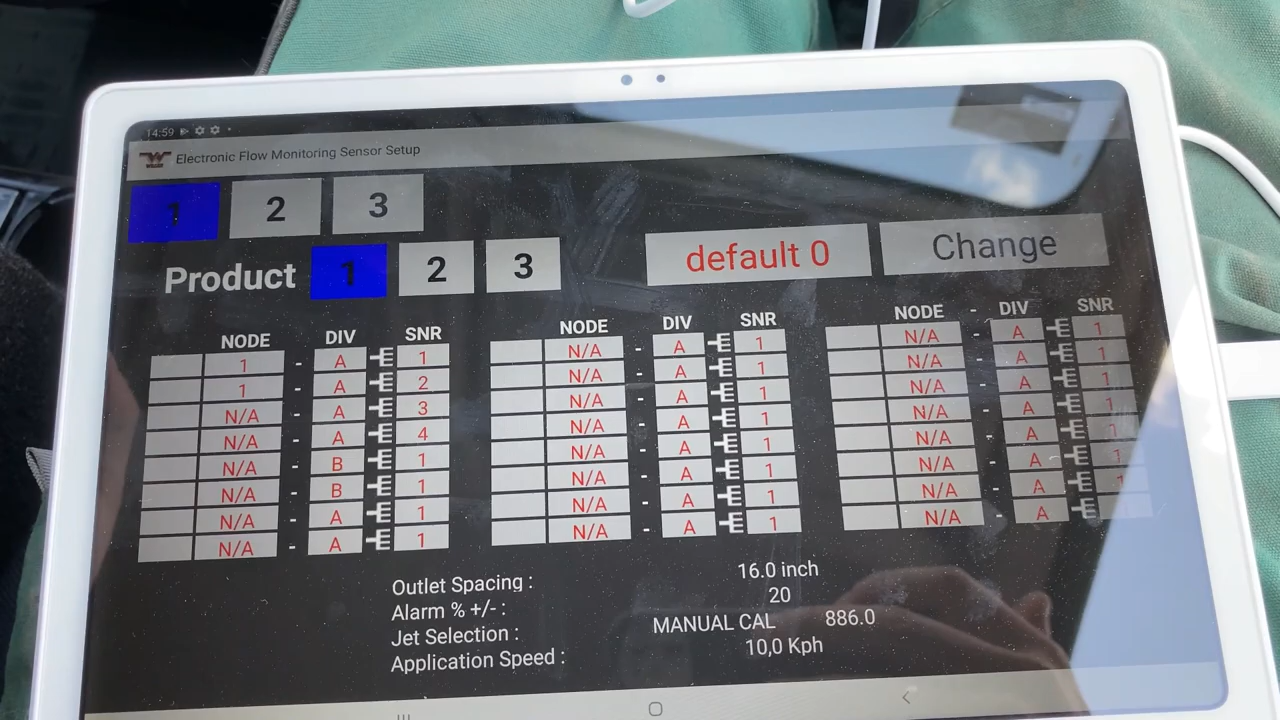 14:59
Electronic Flow Monitoring Sensor Setup
1 2 3
Product 1 2 3 default 0 Change
NODE DIV SNR NODE DIV SNR NODE - DIV SNR
1 - A 1 N/A - A 1 N/A A 1
1 - A 2 N/A - A 1 N/A - A 1
N/A - A 3 N/A - A 1 N/A - A 1
N/A - A 4 N/A - A 1 N/A - A 1
N/A - B 1 N/A - A 1 N/A - A 1
N/A - B 1 N/A - A 1 N/A - A 1
N/A - A 1 N/A - A 1 N/A - A 1
N/A - A 1 N/A - A 1 N/A - A
Outlet Spacing : 16.0 inch
Alarm % +/- : 20
Jet Selection : MANUAL CAL 886.0
Application Speed : 10,0 Kph